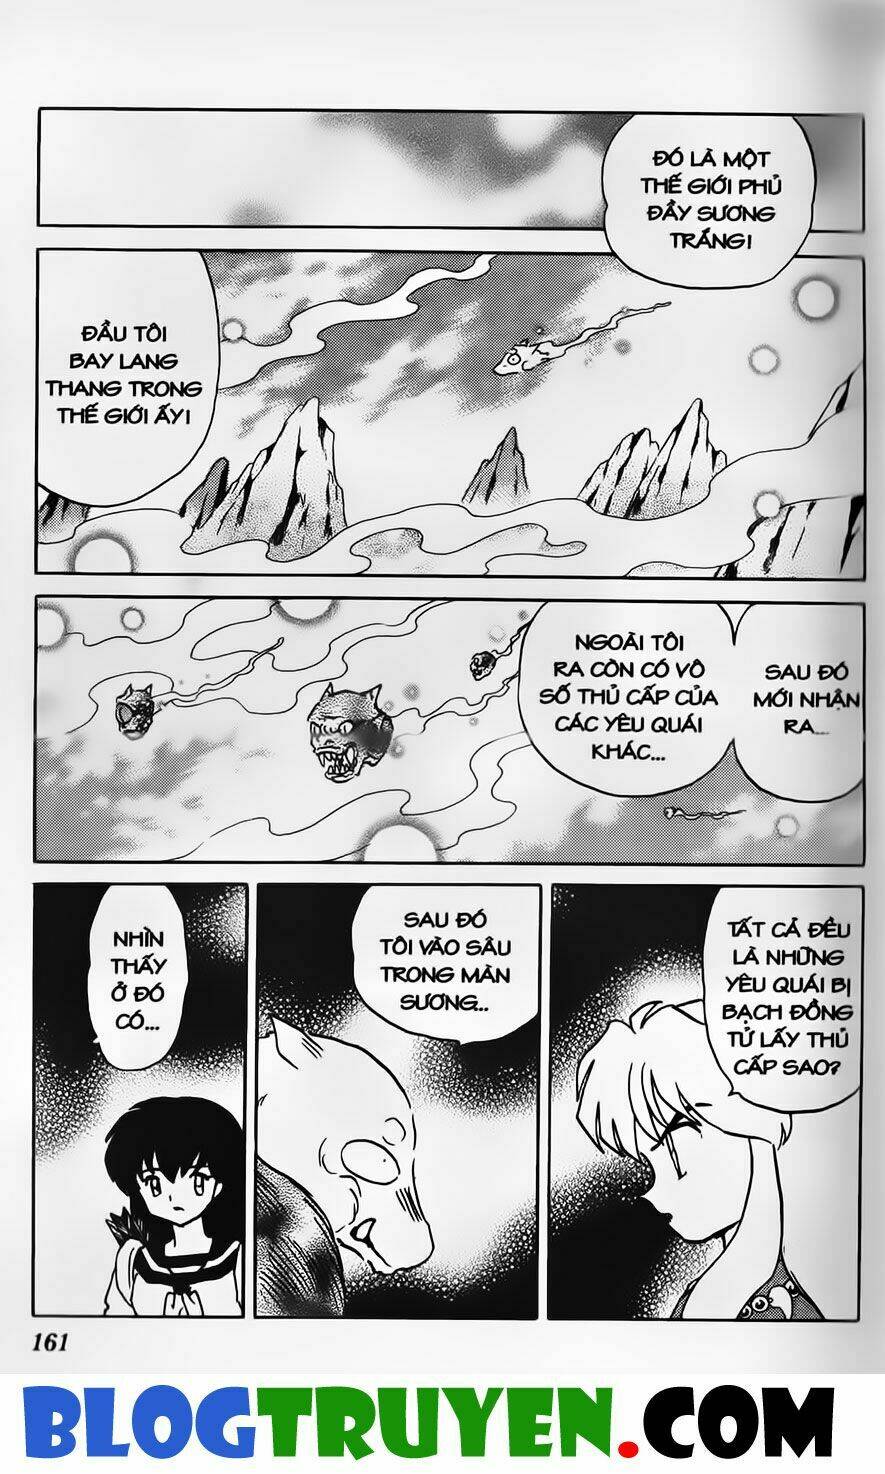 ĐÓ LÀ MỘT
THẾ GIỚI PHỦ
ĐẦY SƯƠNG
TRẮNG!
ĐẦU TÔI
BAY LANG
THANG TRONG
THẾ GIỚI ẤY!
SAU ĐÓ
MỚI NHẬN
RA...
NGOÀI TÔI
RA CÒN CÓ VÔ
SỐ THỦ CẤP CỦA
CÁC YÊU QUÁI
KHÁC...
TẤT CẢ ĐỀU
LÀ NHỮNG
YÊU QUÁI BỊ
BẠCH ĐỒNG
TỬ LẤY THỦ
CẤP SAO?
SAU ĐÓ
TÔI VÀO SÂU
TRONG MÀN
SƯƠNG...
NHÌN
THẤY
Ở ĐÓ
CÓ...
161
BLOGTRUYEN.COM